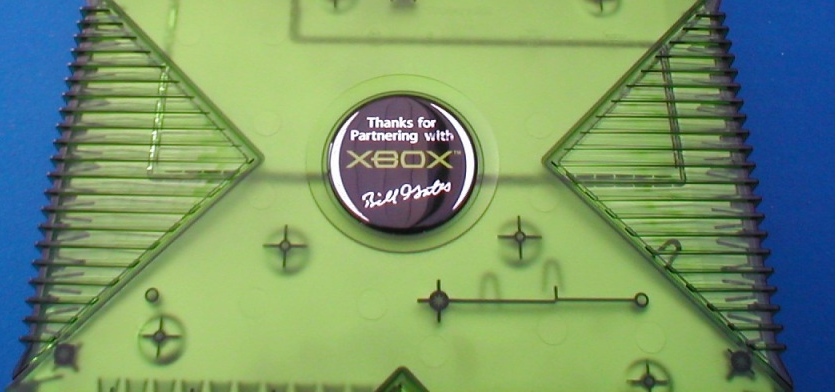 Thanks for
Partnering with
XBOX™
Bill Gates